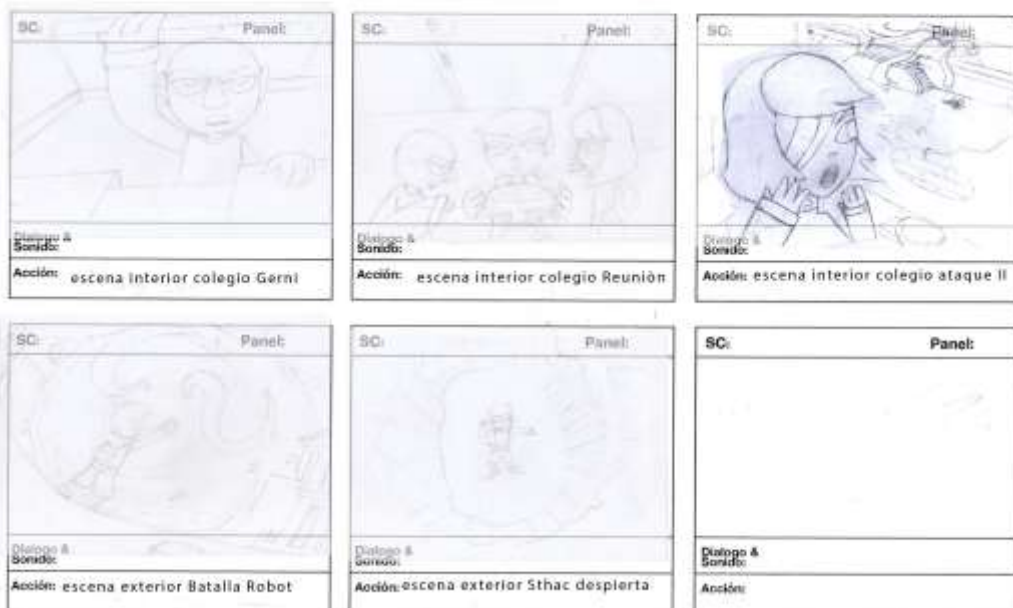 SC: Panel: SC: Panel: SC: Panel:
Dialogo & Dialogo & Dialogo &
Sonido: Sonido: Sonido:
Acción: escena interior colegio Gerni Acción: escena interior colegio Reuniòn Acción: escena interior colegio ataque II
SC: Panel: SC: Panel: SC: Panel:
Dialogo & Dialogo & Dialogo &
Sonido: Sonido: Sonido:
Acción: escena exterior Batalla Robot Acción: escena exterior Sthac despierta Acción: